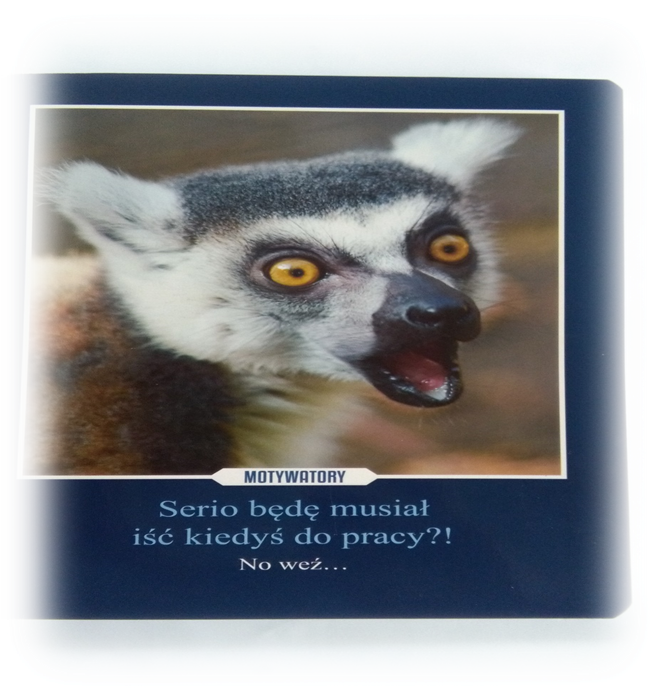 MOTYWATORY
Serio będę musiał
iść kiedyś do pracy?!
No weź...